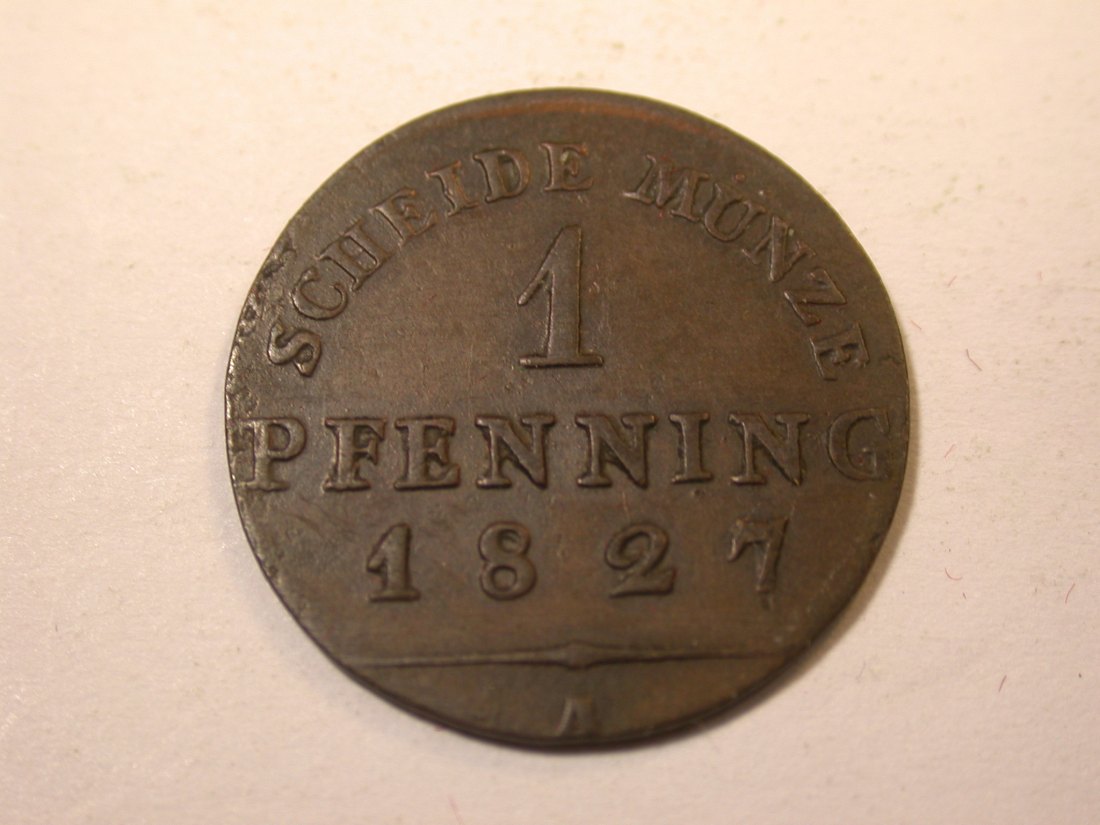 SCHEIDE MÜNZE
1
PFENNING
1827
A